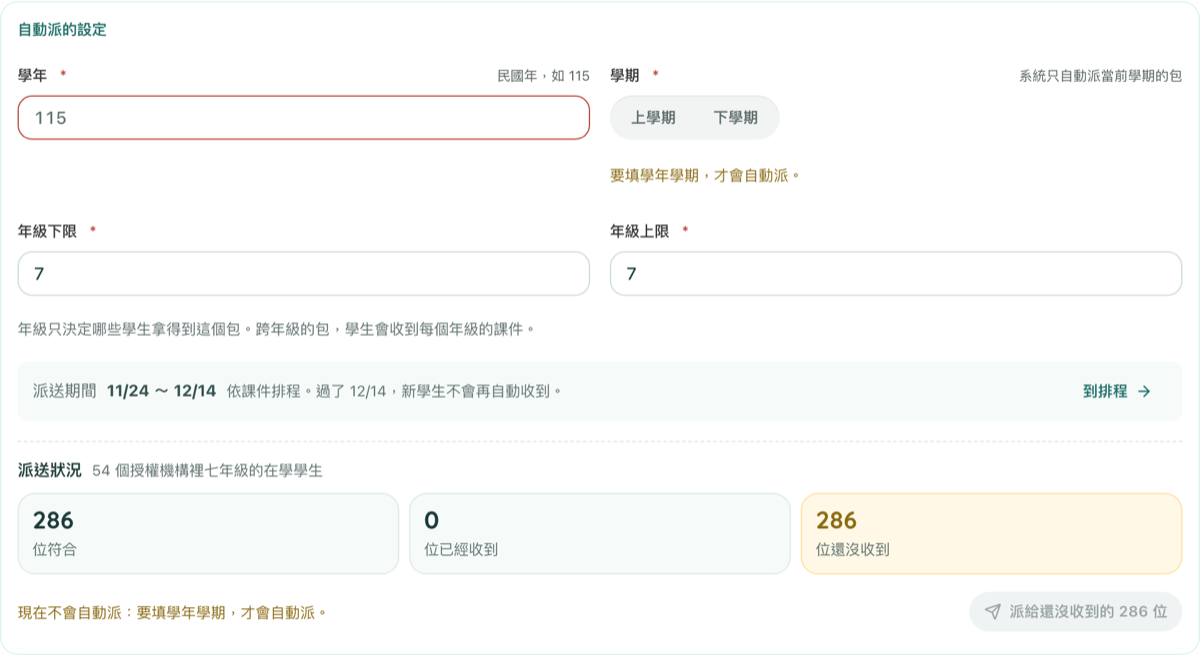 自動派的設定
學年 * 民國年，如 115 學期 * 系統只自動派當前學期的包
115 上學期 下學期
要填學年學期，才會自動派。
年級下限 * 年級上限 *
7 7
年級只決定哪些學生拿得到這個包。跨年級的包，學生會收到每個年級的課件。
派送期間 11/24 ～ 12/14 依課件排程。過了 12/14，新學生不會再自動收到。 到排程 →
派送狀況 54 個授權機構裡七年級的在學學生
286 0 286
位符合 位已經收到 位還沒收到
現在不會自動派：要填學年學期，才會自動派。 派給還沒收到的 286 位